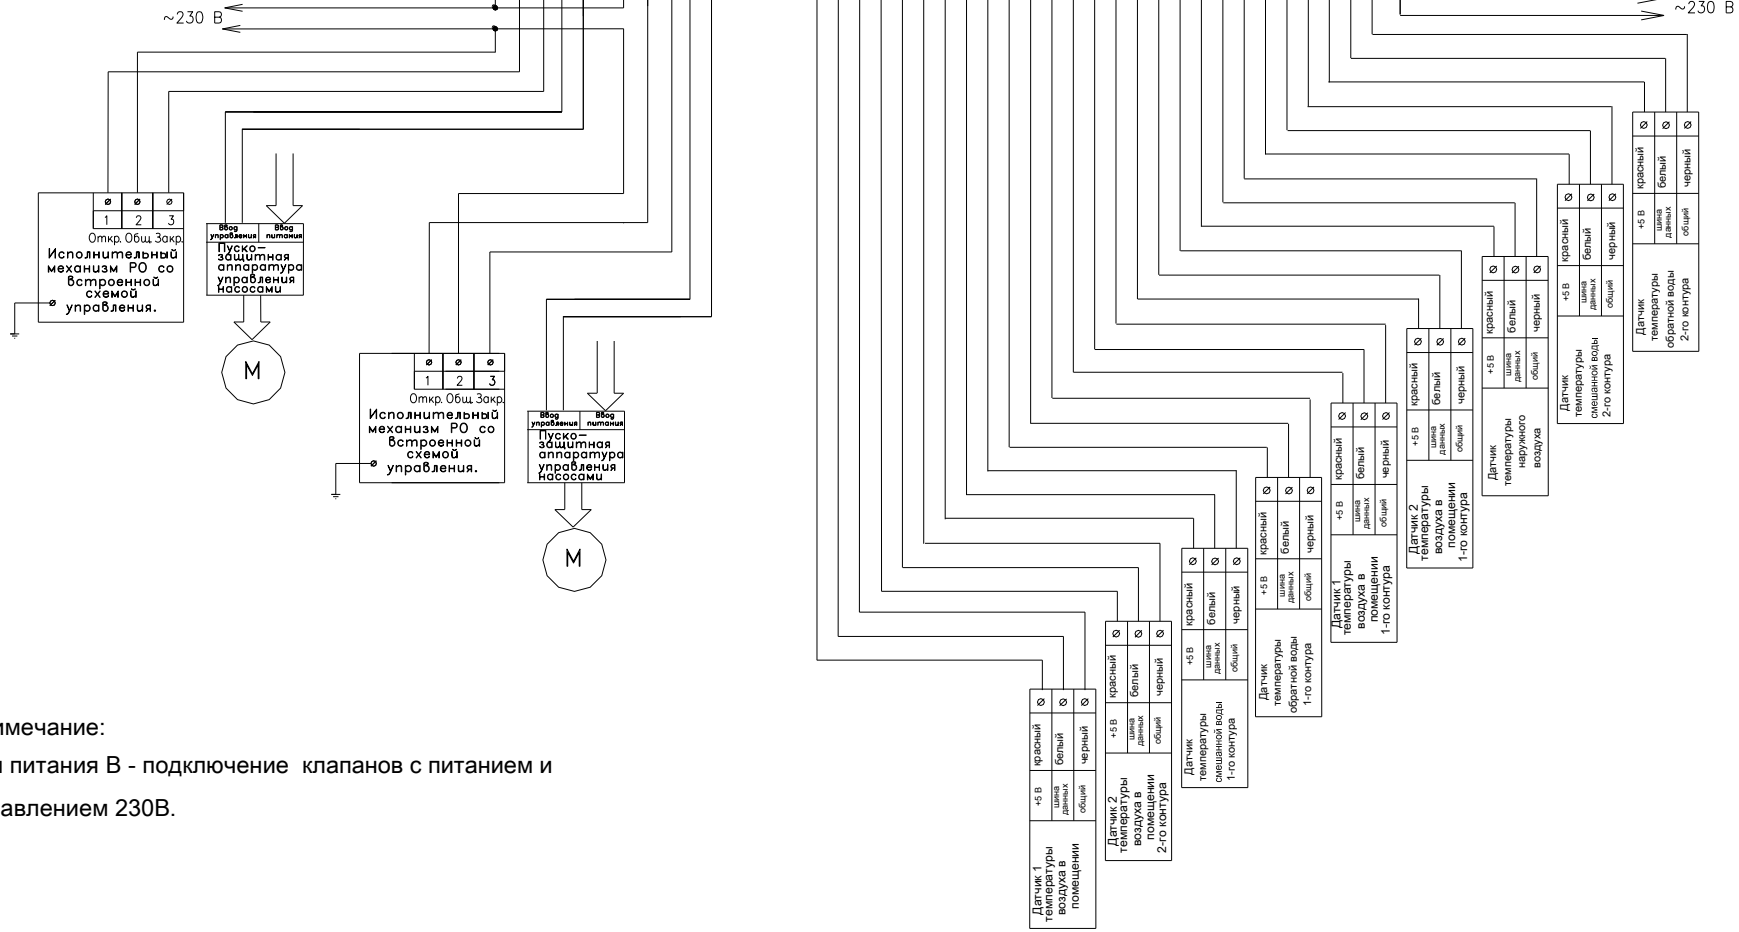 ~230 В
~230 В
1 2 3
Откр. Общ. Закр.
Исполнительный
механизм РО со
встроенной
схемой
управления.
Ввод управления
Ввод питания
Пуско-
защитная
аппаратура
управления
насосами
М
1 2 3
Откр. Общ. Закр.
Исполнительный
механизм РО со
встроенной
схемой
управления.
Ввод управления
Ввод питания
Пуско-
защитная
аппаратура
управления
насосами
М
имечание:
и питания В - подключение клапанов с питанием и
авлением 230В.
красный
белый
черный
+5 В
шина
данных
общий
Датчик 1
температуры
воздуха в
помещении
красный
белый
черный
+5 В
шина
данных
общий
Датчик 2
температуры
воздуха в
помещении
2-го контура
красный
белый
черный
+5 В
шина
данных
общий
Датчик
температуры
смешанной воды
1-го контура
красный
белый
черный
+5 В
шина
данных
общий
Датчик
температуры
обратной воды
1-го контура
красный
белый
черный
+5 В
шина
данных
общий
Датчик 1
температуры
воздуха в
помещении
1-го контура
красный
белый
черный
+5 В
шина
данных
общий
Датчик 2
температуры
воздуха в
помещении
1-го контура
красный
белый
черный
+5 В
шина
данных
общий
Датчик
температуры
наружного
воздуха
красный
белый
черный
+5 В
шина
данных
общий
Датчик
температуры
смешанной воды
2-го контура
красный
белый
черный
+5 В
шина
данных
общий
Датчик
температуры
обратной воды
2-го контура